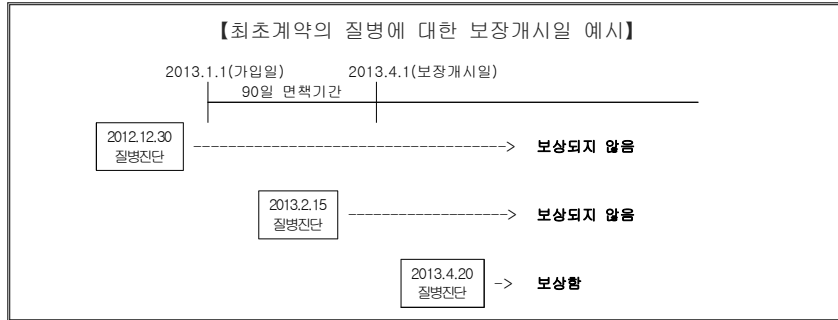 【최초계약의 질병에 대한 보장개시일 예시】
2013.1.1(가입일) 2013.4.1(보장개시일)
90일 면책기간
2012.12.30
질병진단
보상되지 않음
2013.2.15
질병진단
보상되지 않음
2013.4.20
질병진단
보상함